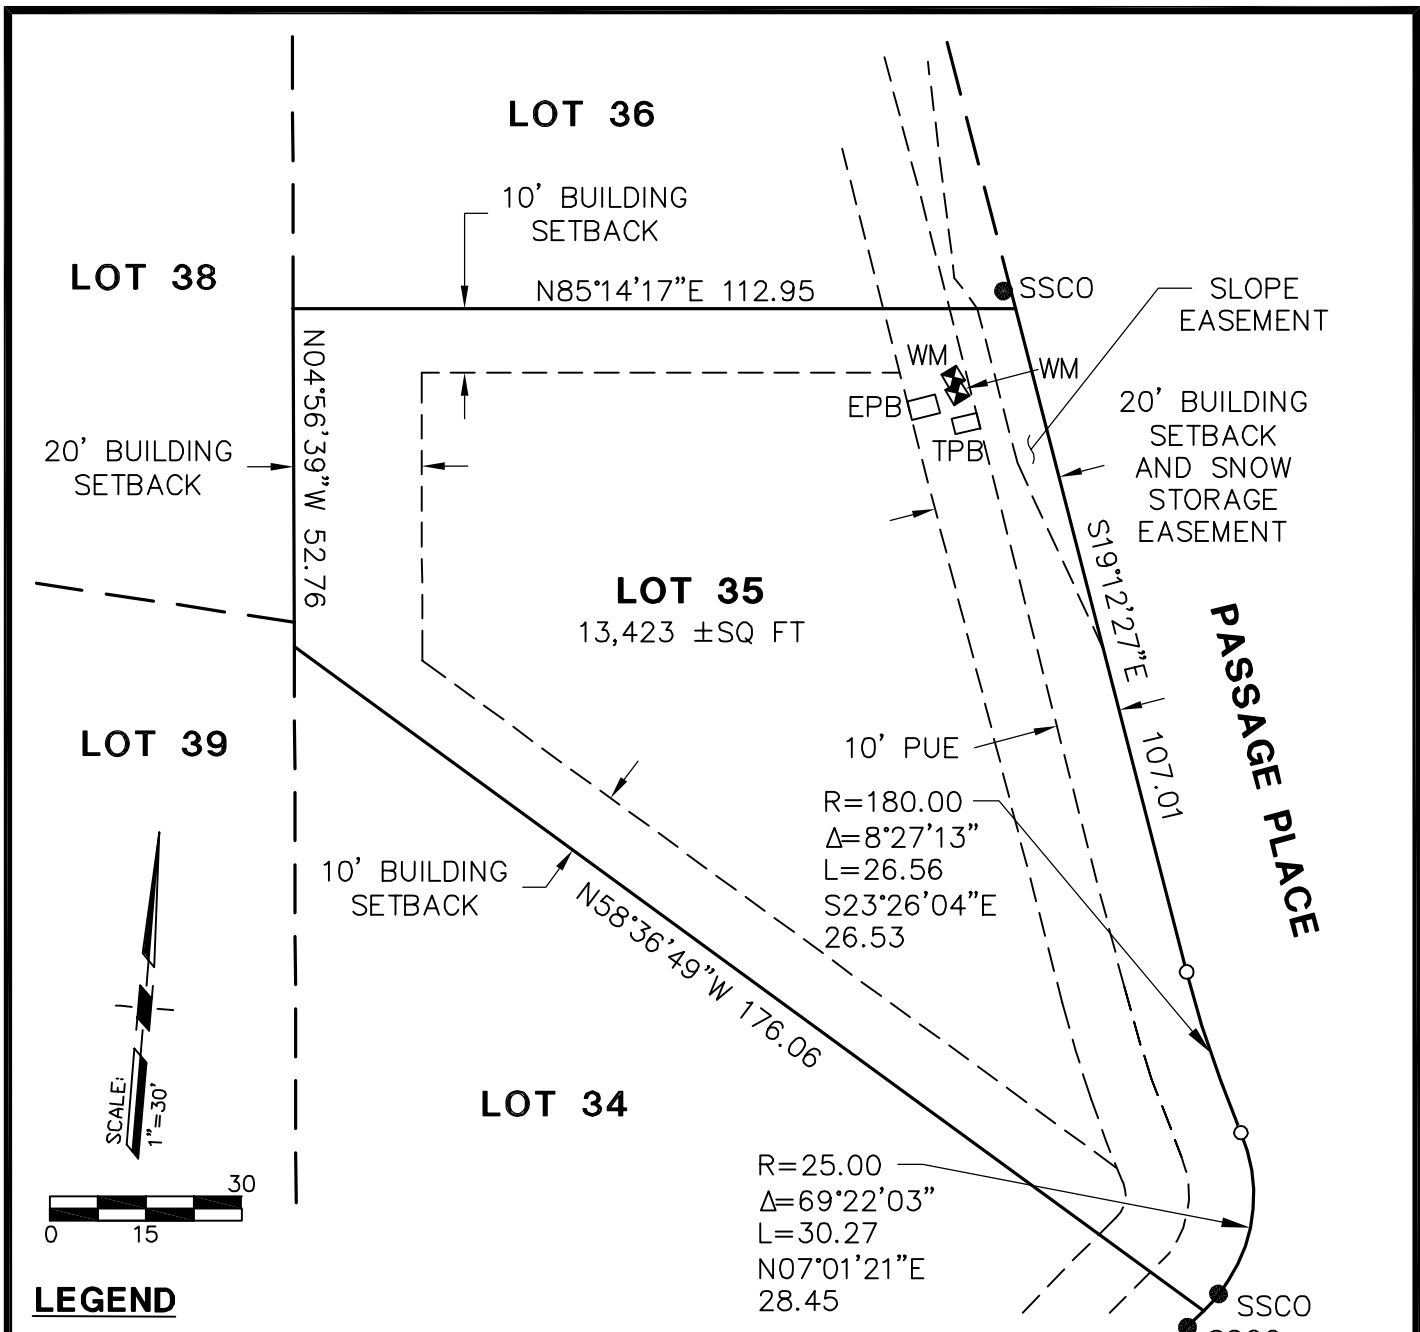 LOT 36
10' BUILDING
SETBACK
LOT 38
N85°14'17"E 112.95
SSCO
SLOPE
EASEMENT
N04°56'39"W 52.76
WM
WM
EPB
TPB
20' BUILDING
SETBACK
AND SNOW
STORAGE
EASEMENT
20' BUILDING
SETBACK
S19°12'27"E 107.01
LOT 35
13,423 ±SQ FT
PASSAGE PLACE
LOT 39
10' PUE
R=180.00
Δ=8°27'13"
L=26.56
S23°26'04"E
26.53
10' BUILDING
SETBACK
N58°36'49"W 176.06
SCALE:
1"=30'
LOT 34
R=25.00
Δ=69°22'03"
L=30.27
N07°01'21"E
28.45
30
0 15
LEGEND
SSCO